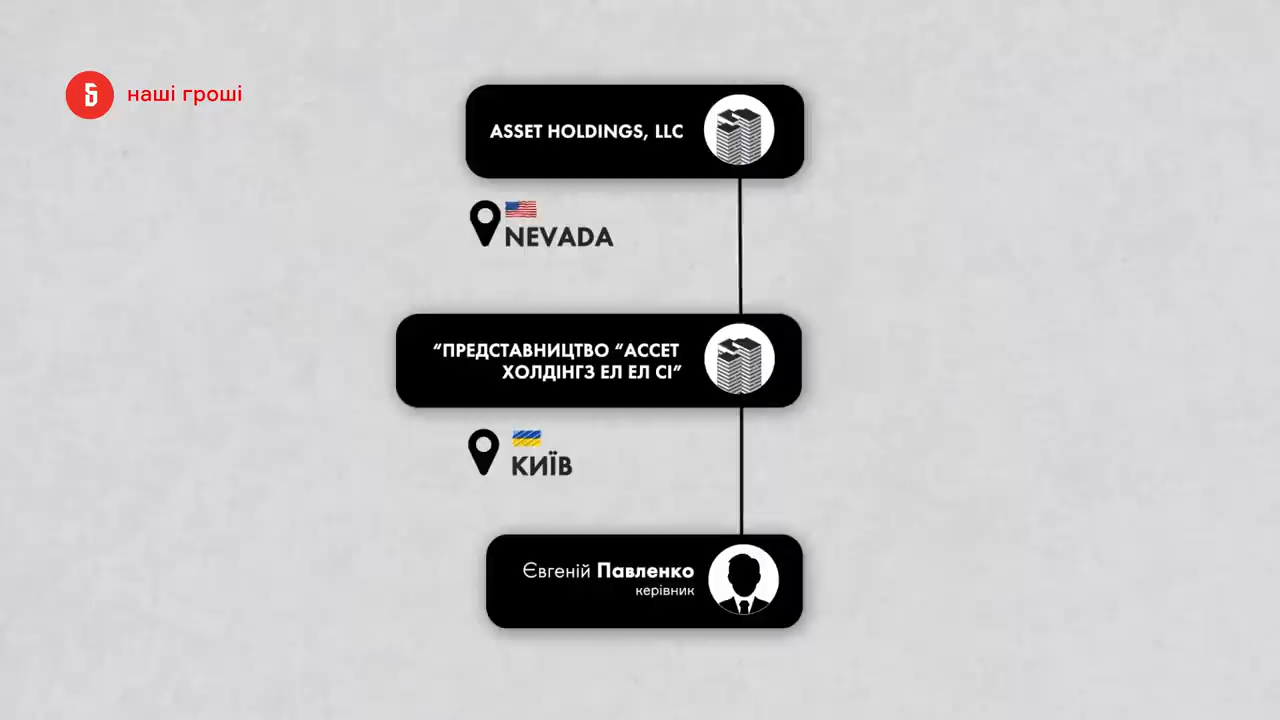 Б наші гроші
ASSET HOLDINGS, LLC
NEVADA
“ПРЕДСТАВНИЦТВО “АССЕТ
ХОЛДІНГЗ ЕЛ ЕЛ СІ”
КИЇВ
Євгеній Павленко
керівник